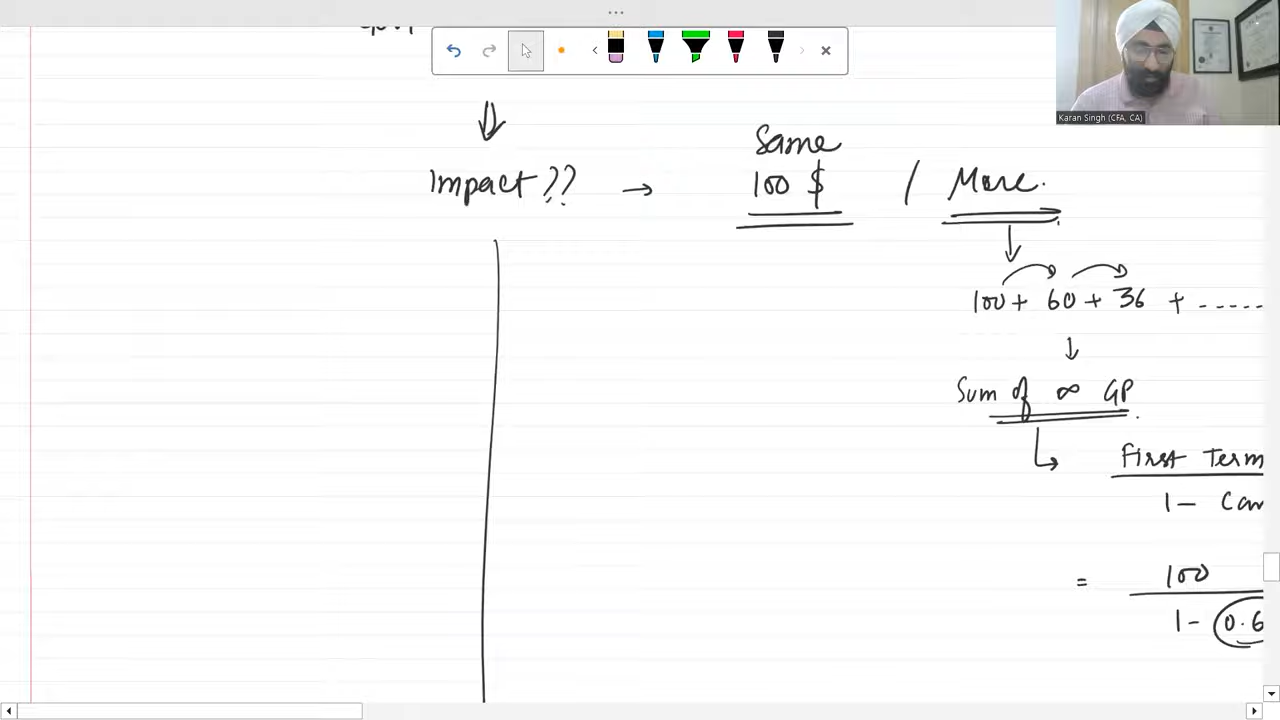 Karan Singh (CFA, CA)
Same
Impact ?? → 100 $ / More.
100 + 60 + 36 + ------
Sum of ∞ GP
First Term
1 -
= 100
1 - 0.6